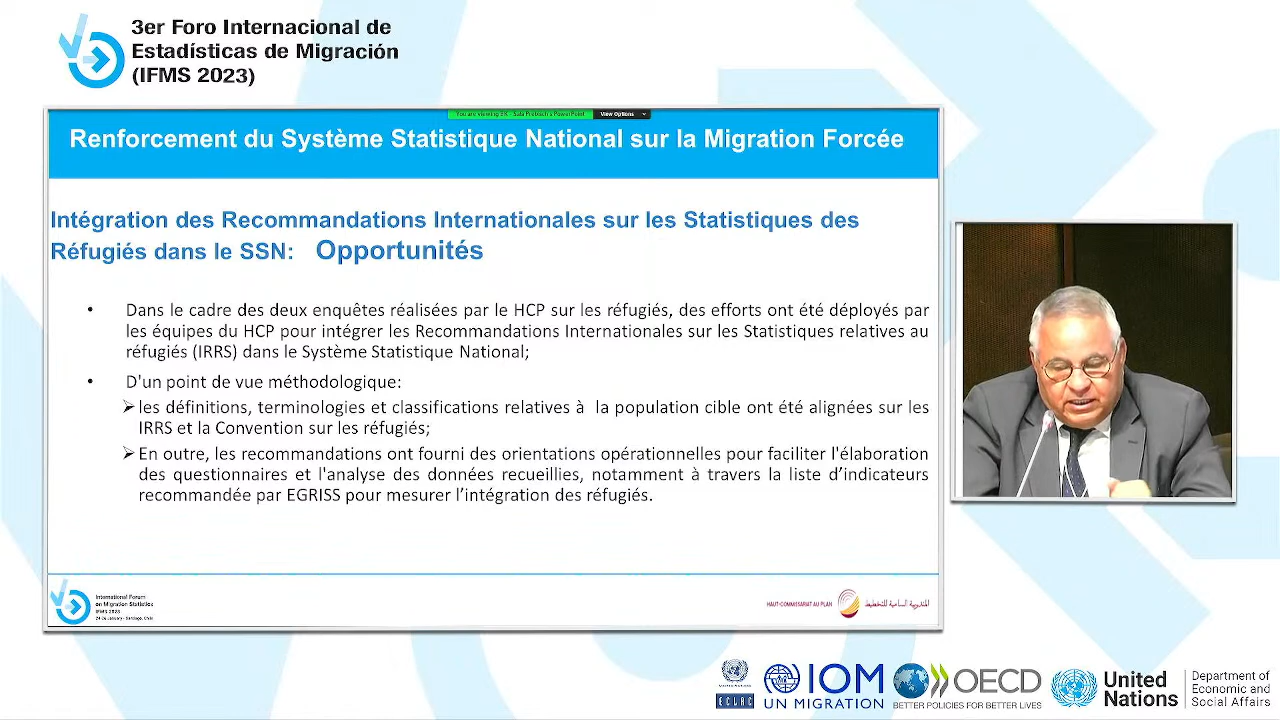 3er Foro Internacional de
Estadísticas de Migración
(IFMS 2023)
View Options
Renforcement du Système Statistique National sur la Migration Forcée
Intégration des Recommandations Internationales sur les Statistiques des
Réfugiés dans le SSN: Opportunités
• Dans le cadre des deux enquêtes réalisées par le HCP sur les réfugiés, des efforts ont été déployés par
les équipes du HCP pour intégrer les Recommandations Internationales sur les Statistiques relatives au
réfugiés (IRRS) dans le Système Statistique National;
• D'un point de vue méthodologique:
➢ les définitions, terminologies et classifications relatives à la population cible ont été alignées sur les
IRRS et la Convention sur les réfugiés;
➢ En outre, les recommandations ont fourni des orientations opérationnelles pour faciliter l'élaboration
des questionnaires et l'analyse des données recueillies, notamment à travers la liste d’indicateurs
recommandée par EGRISS pour mesurer l’intégration des réfugiés.
International Forum
on Migration Statistics
IFMS 2023
HAUT-COMMISSARIAT AU PLAN
المندوبية السامية للتخطيط
UNITED NATIONS
ECLAC
IOM
UN MIGRATION
OECD
BETTER POLICIES FOR BETTER LIVES
United
Nations
Department of
Economic and
Social Affairs